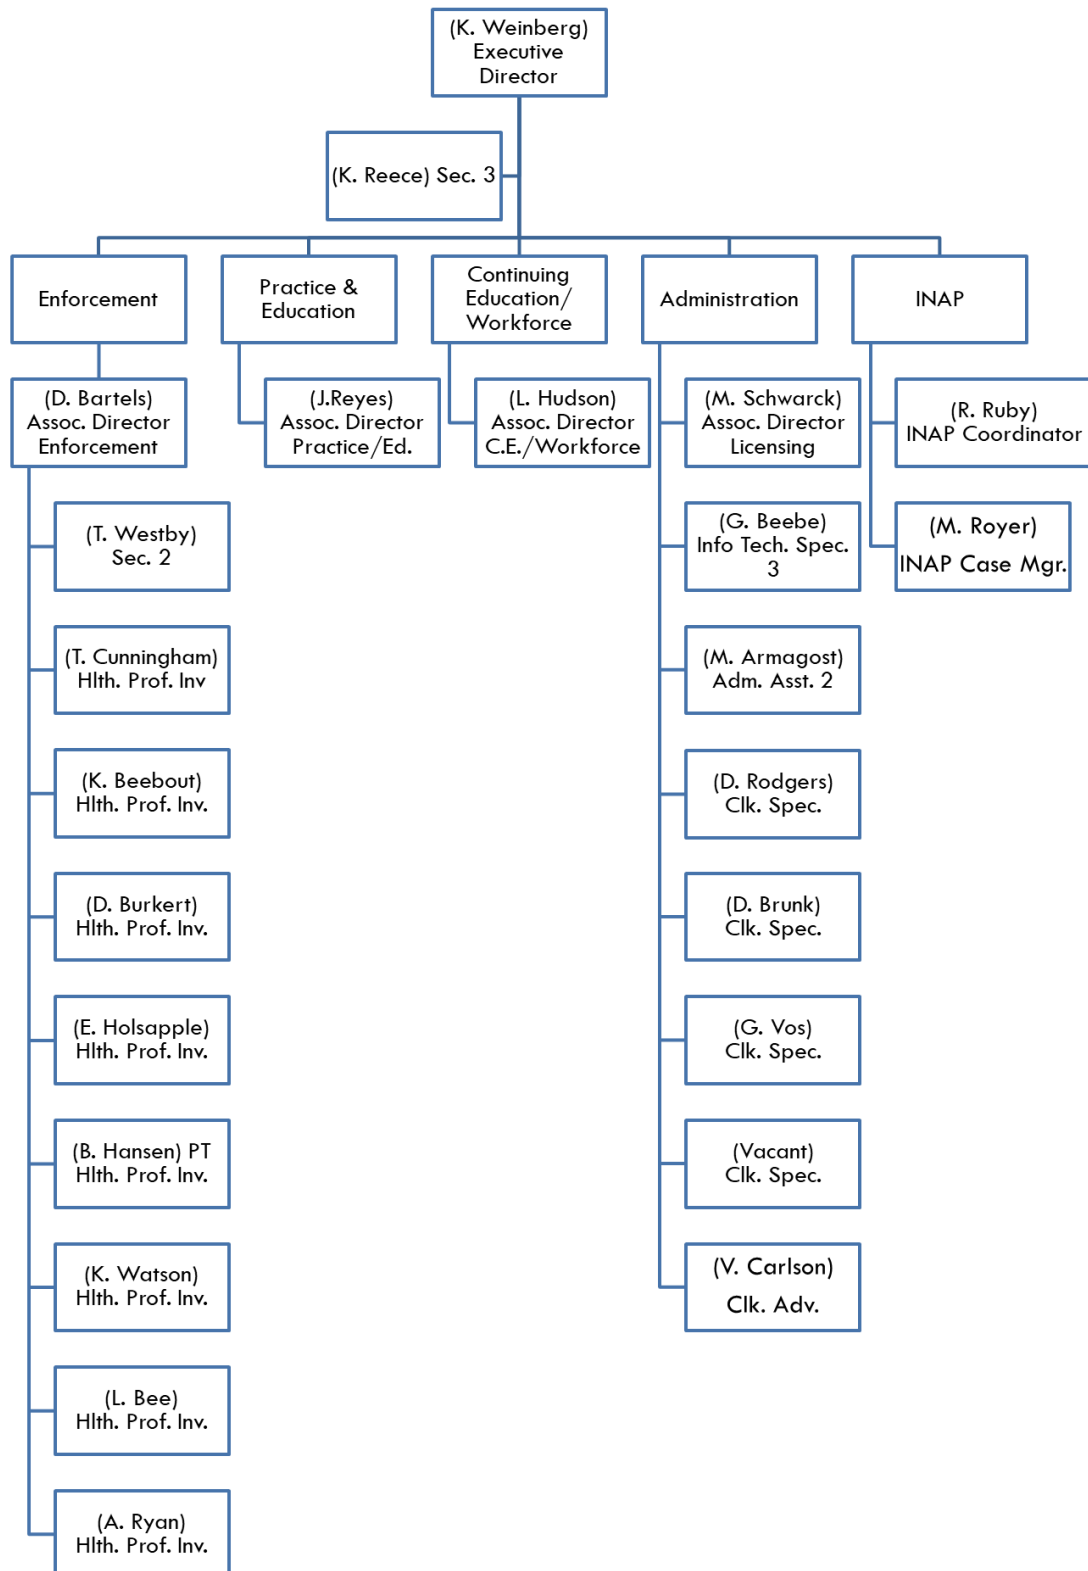 (K. Weinberg)
Executive
Director
(K. Reece) Sec. 3
Enforcement
Practice &
Education
Continuing
Education/
Workforce
Administration
INAP
(D. Bartels)
Assoc. Director
Enforcement
(J.Reyes)
Assoc. Director
Practice/Ed.
(L. Hudson)
Assoc. Director
C.E./Workforce
(M. Schwarck)
Assoc. Director
Licensing
(R. Ruby)
INAP Coordinator
(T. Westby)
Sec. 2
(G. Beebe)
Info Tech. Spec.
3
(M. Royer)
INAP Case Mgr.
(T. Cunningham)
Hlth. Prof. Inv
(M. Armagost)
Adm. Asst. 2
(K. Beebout)
Hlth. Prof. Inv.
(D. Rodgers)
Clk. Spec.
(D. Burkert)
Hlth. Prof. Inv.
(D. Brunk)
Clk. Spec.
(E. Holsapple)
Hlth. Prof. Inv.
(G. Vos)
Clk. Spec.
(B. Hansen) PT
Hlth. Prof. Inv.
(Vacant)
Clk. Spec.
(K. Watson)
Hlth. Prof. Inv.
(V. Carlson)
Clk. Adv.
(L. Bee)
Hlth. Prof. Inv.
(A. Ryan)
Hlth. Prof. Inv.